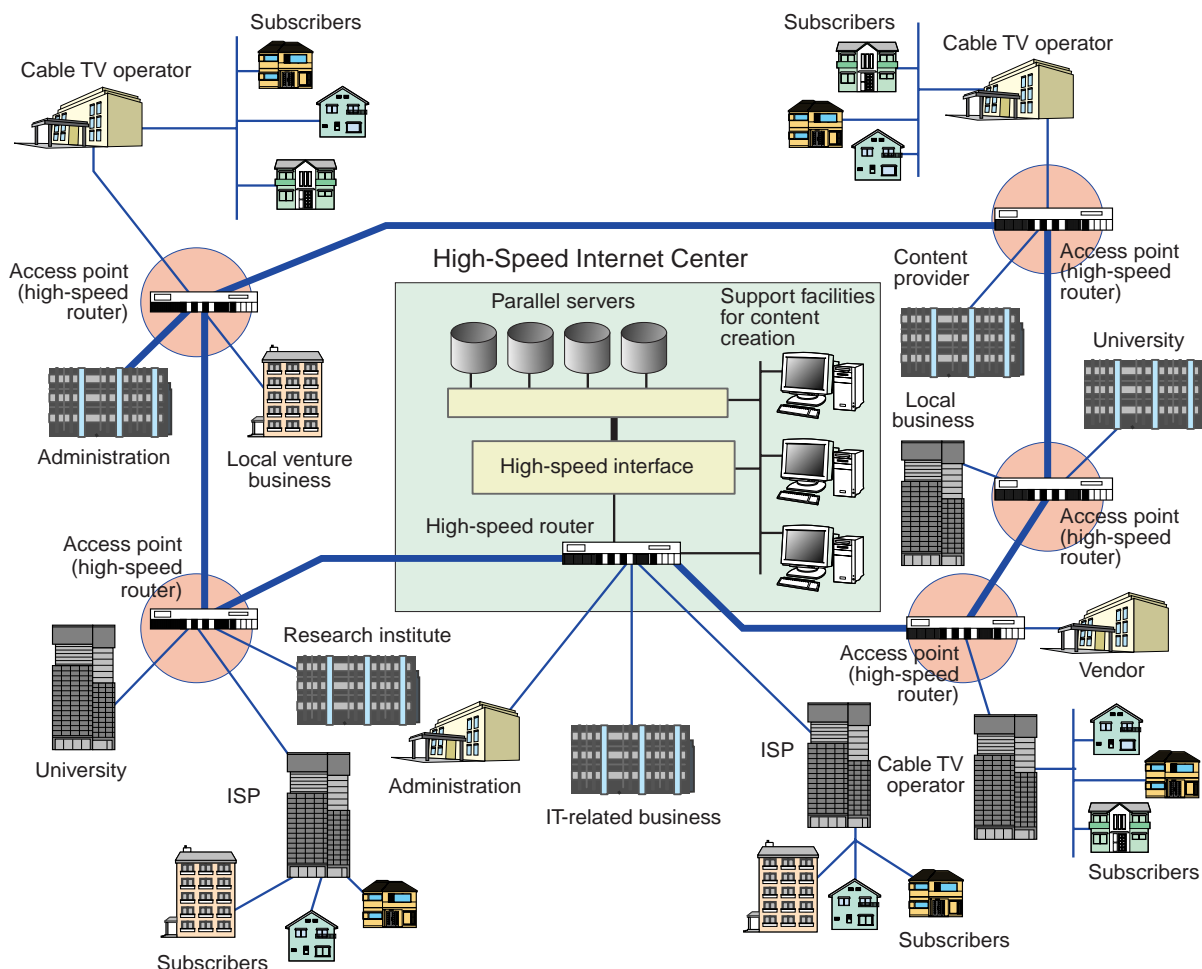 Subscribers
Cable TV operator
Subscribers
Cable TV operator
Access point
(high-speed
router)
High-Speed Internet Center
Content
provider
Access point
(high-speed
router)
Parallel servers
Support facilities
for content
creation
University
Local
business
Administration
Local venture
business
High-speed interface
High-speed router
Access point
(high-speed
router)
Access point
(high-speed
router)
Research institute
Access point
(high-speed
router)
Vendor
University
Administration
ISP
IT-related business
ISP
Cable TV
operator
Subscribers
Subscribers
Subscribers